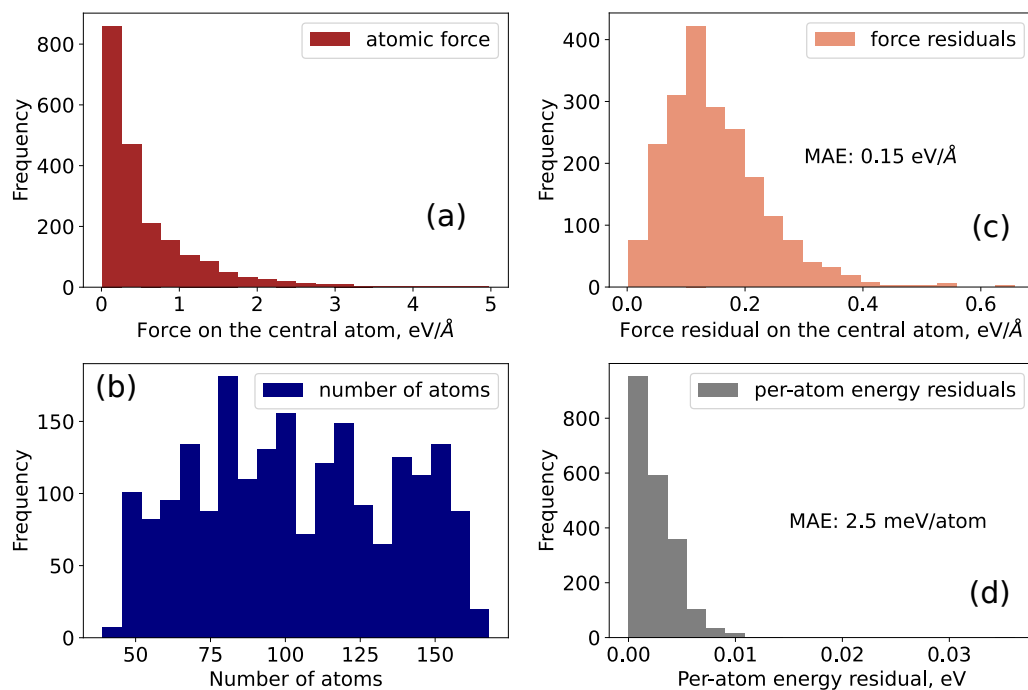 800
600
400
200
0
Frequency
atomic force
(a)
0 1 2 3 4 5
Force on the central atom, eV/Å
400
300
200
100
0
Frequency
force residuals
MAE: 0.15 eV/Å
(c)
0.0 0.2 0.4 0.6
Force residual on the central atom, eV/Å
(b)
150
100
50
0
Frequency
number of atoms
50 75 100 125 150
Number of atoms
800
600
400
200
0
Frequency
per-atom energy residuals
MAE: 2.5 meV/atom
(d)
0.00 0.01 0.02 0.03
Per-atom energy residual, eV